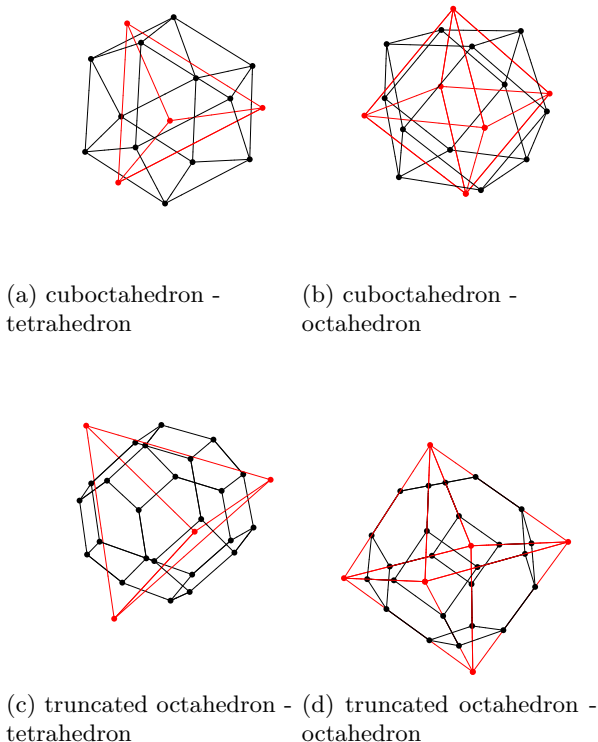 (a) cuboctahedron -
tetrahedron
(b) cuboctahedron -
octahedron
(c) truncated octahedron -
tetrahedron
(d) truncated octahedron -
octahedron